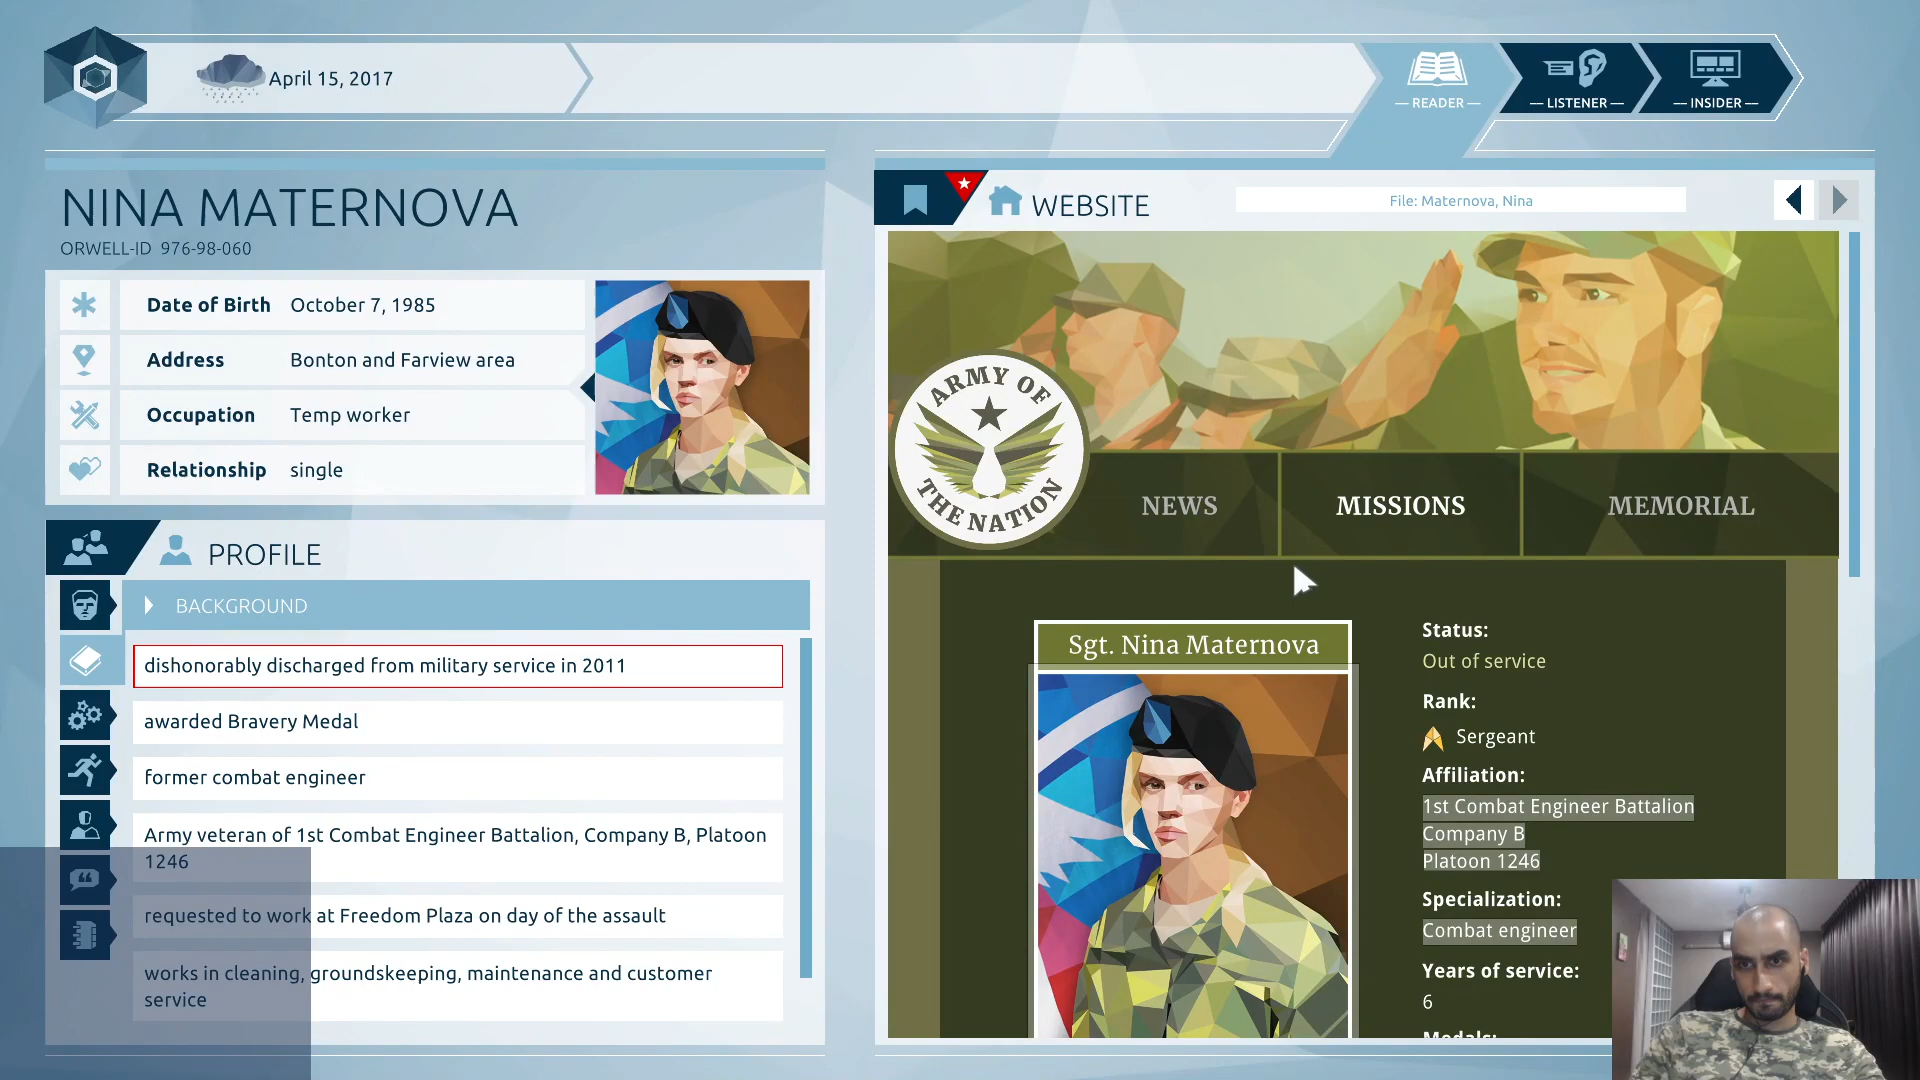 April 15, 2017
— READER —
— LISTENER —
— INSIDER —
NINA MATERNOVA
ORWELL-ID 976-98-060
Date of Birth October 7, 1985
Address Bonton and Farview area
Occupation Temp worker
Relationship single
PROFILE
BACKGROUND
dishonorably discharged from military service in 2011
awarded Bravery Medal
former combat engineer
Army veteran of 1st Combat Engineer Battalion, Company B, Platoon
1246
requested to work at Freedom Plaza on day of the assault
works in cleaning, groundskeeping, maintenance and customer
service
WEBSITE
File: Maternova, Nina
ARMY OF
THE NATION
NEWS
MISSIONS
MEMORIAL
Sgt. Nina Maternova
Status:
Out of service
Rank:
Sergeant
Affiliation:
1st Combat Engineer Battalion
Company B
Platoon 1246
Specialization:
Combat engineer
Years of service:
6
Medals: